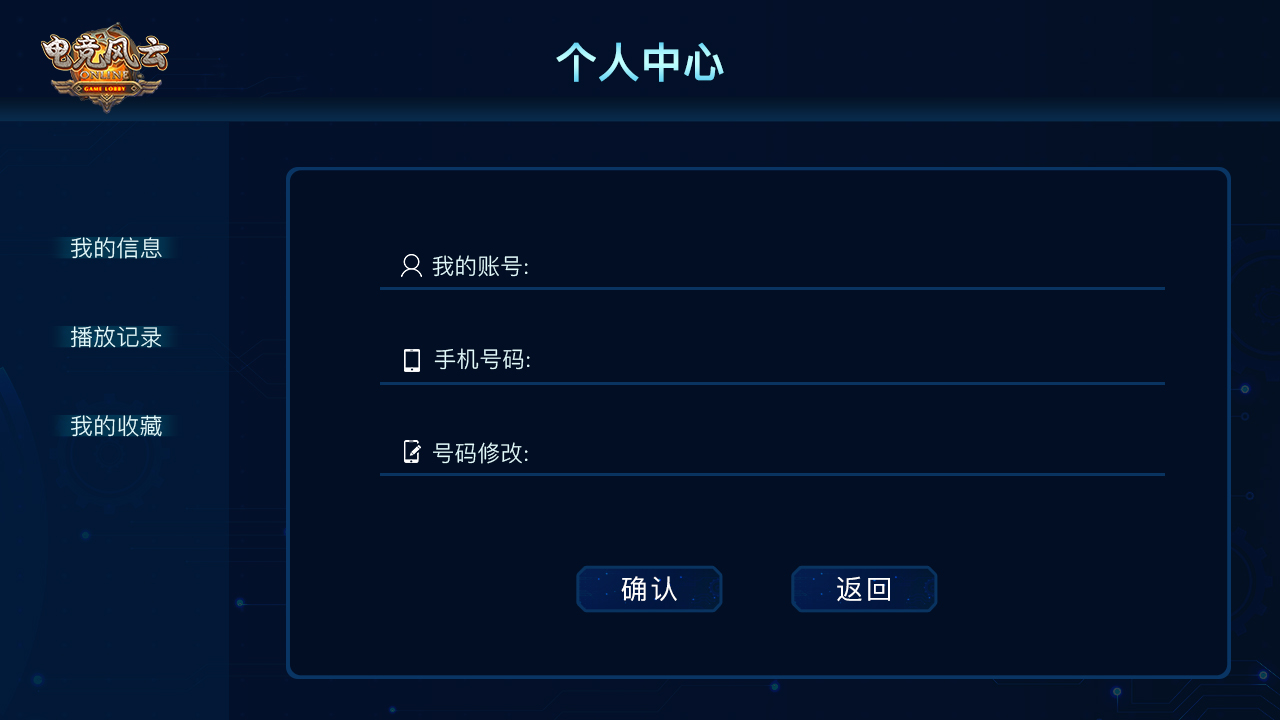 电竞风云
ONLINE
GAME LOBBY
个人中心
我的信息
播放记录
我的收藏
我的账号:
手机号码:
号码修改:
确认
返回